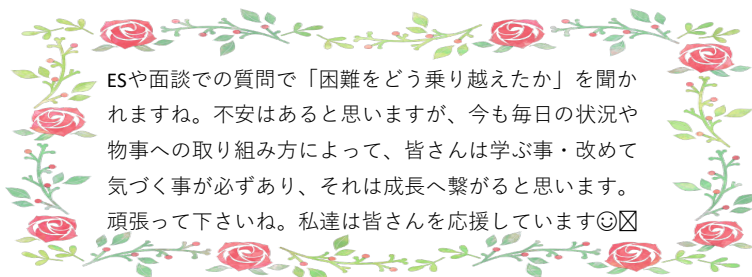 ESや面談での質問で「困難をどう乗り越えたか」を聞か
れますね。不安はあると思いますが、今も毎日の状況や
物事への取り組み方によって、皆さんは学ぶ事・改めて
気づく事が必ずあり、それは成長へ繋がると思います。
頑張って下さいね。私達は皆さんを応援しています☺